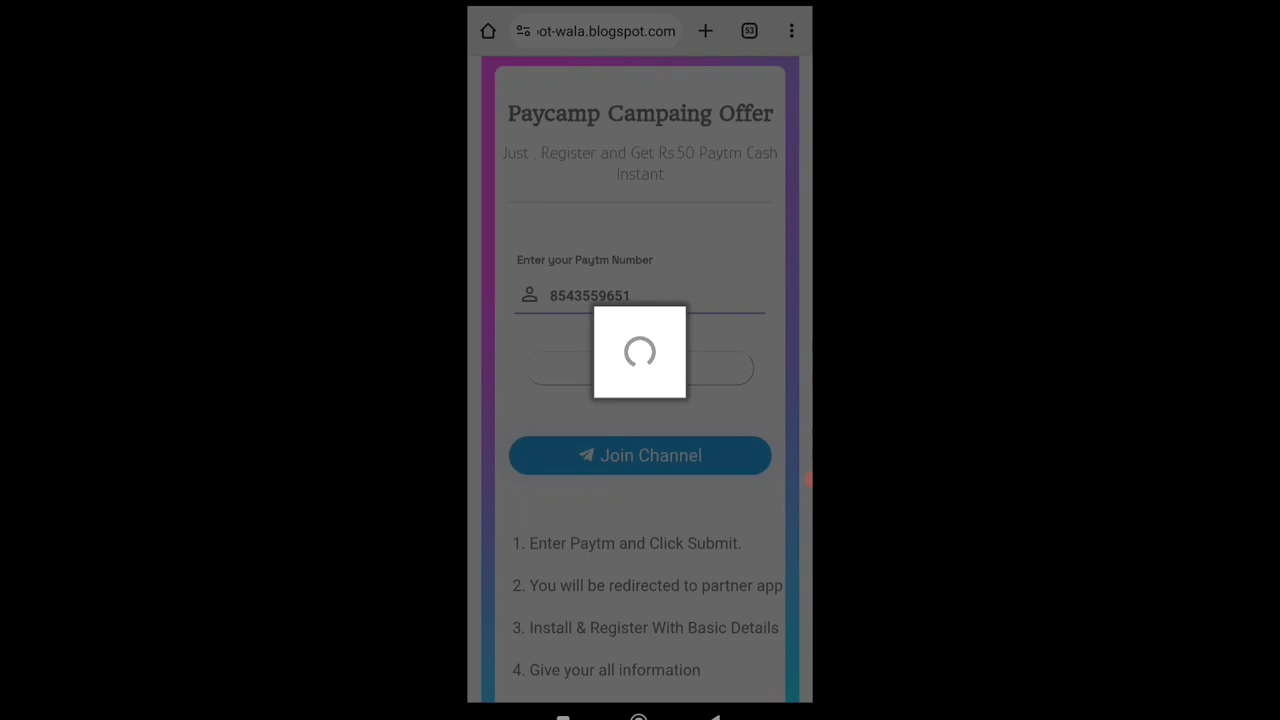 ot-wala.blogspot.com
53
Paycamp Campaing Offer
Just , Register and Get Rs.50 Paytm Cash
Instant
Enter your Paytm Number
8543559651
Join Channel
1. Enter Paytm and Click Submit.
2. You will be redirected to partner app
3. Install & Register With Basic Details
4. Give your all information